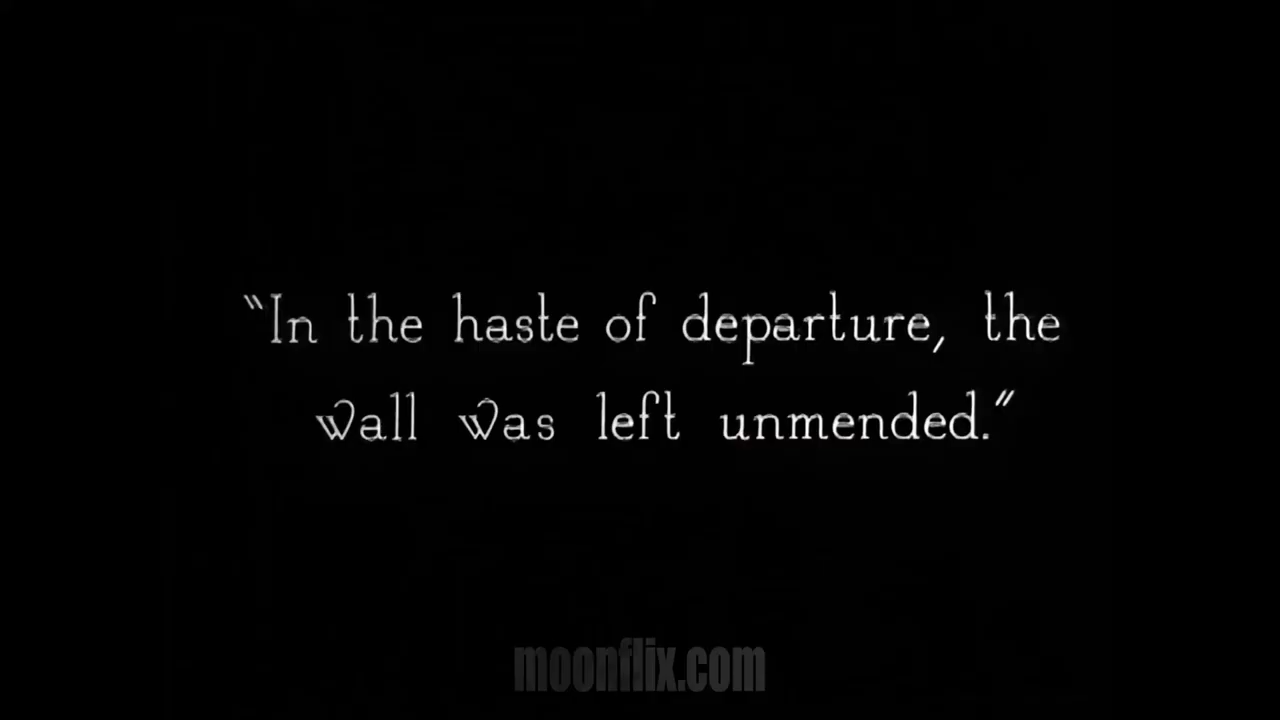 “In the haste of departure, the
wall was left unmended.”
moonflix.com